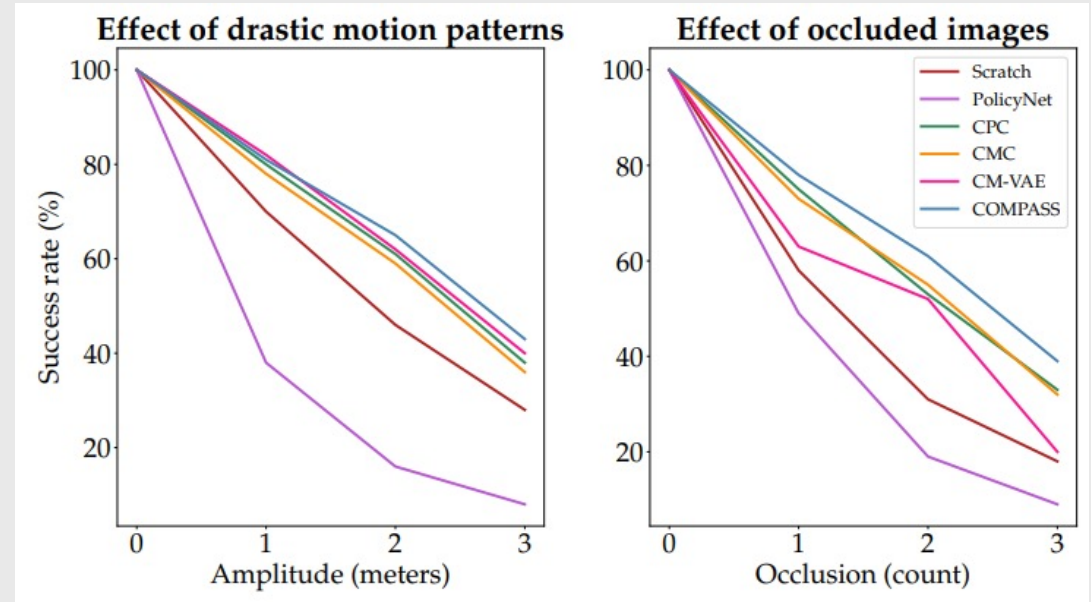 Effect of drastic motion patterns
100
80
60
40
20
Success rate (%)
0 1 2 3
Amplitude (meters)
Effect of occluded images
100
80
60
40
20
Scratch
PolicyNet
CPC
CMC
CM-VAE
COMPASS
0 1 2 3
Occlusion (count)